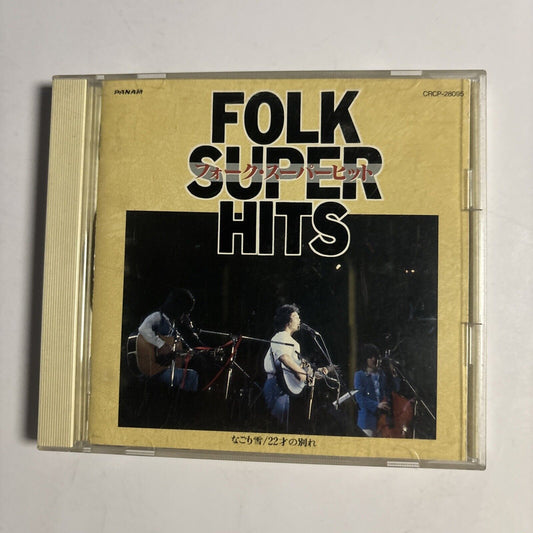 PANAM
CRCP-28095
FOLK
SUPER
フォーク・スーパーヒット
HITS
なごり雪/22才の別れ